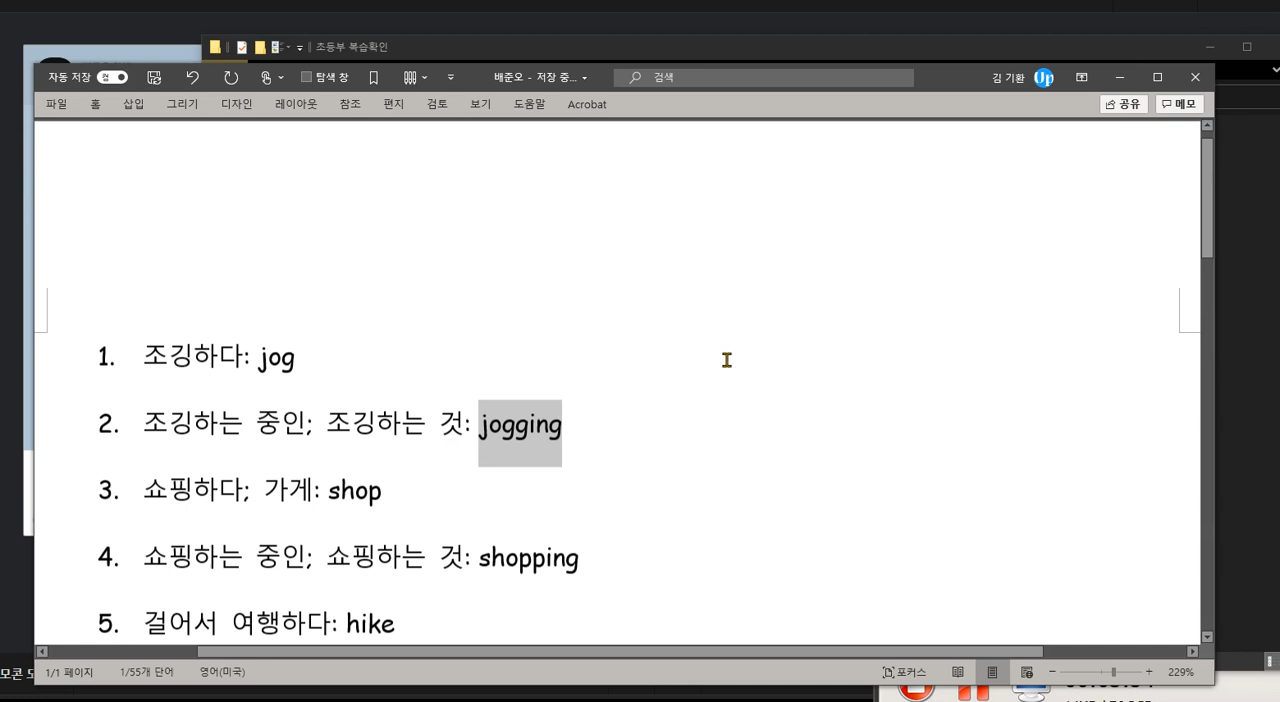 초등부 복습확인
자동 저장 배준오 - 저장 중... 검색 김 기환 Up
탐색 창
파일 홈 삽입 그리기 디자인 레이아웃 참조 편지 검토 보기 도움말 Acrobat 공유 메모
1. 조깅하다: jog
2. 조깅하는 중인; 조깅하는 것: jogging
3. 쇼핑하다; 가게: shop
4. 쇼핑하는 중인; 쇼핑하는 것: shopping
5. 걸어서 여행하다: hike
1/1 페이지 1/55개 단어 영어(미국) 포커스 229%